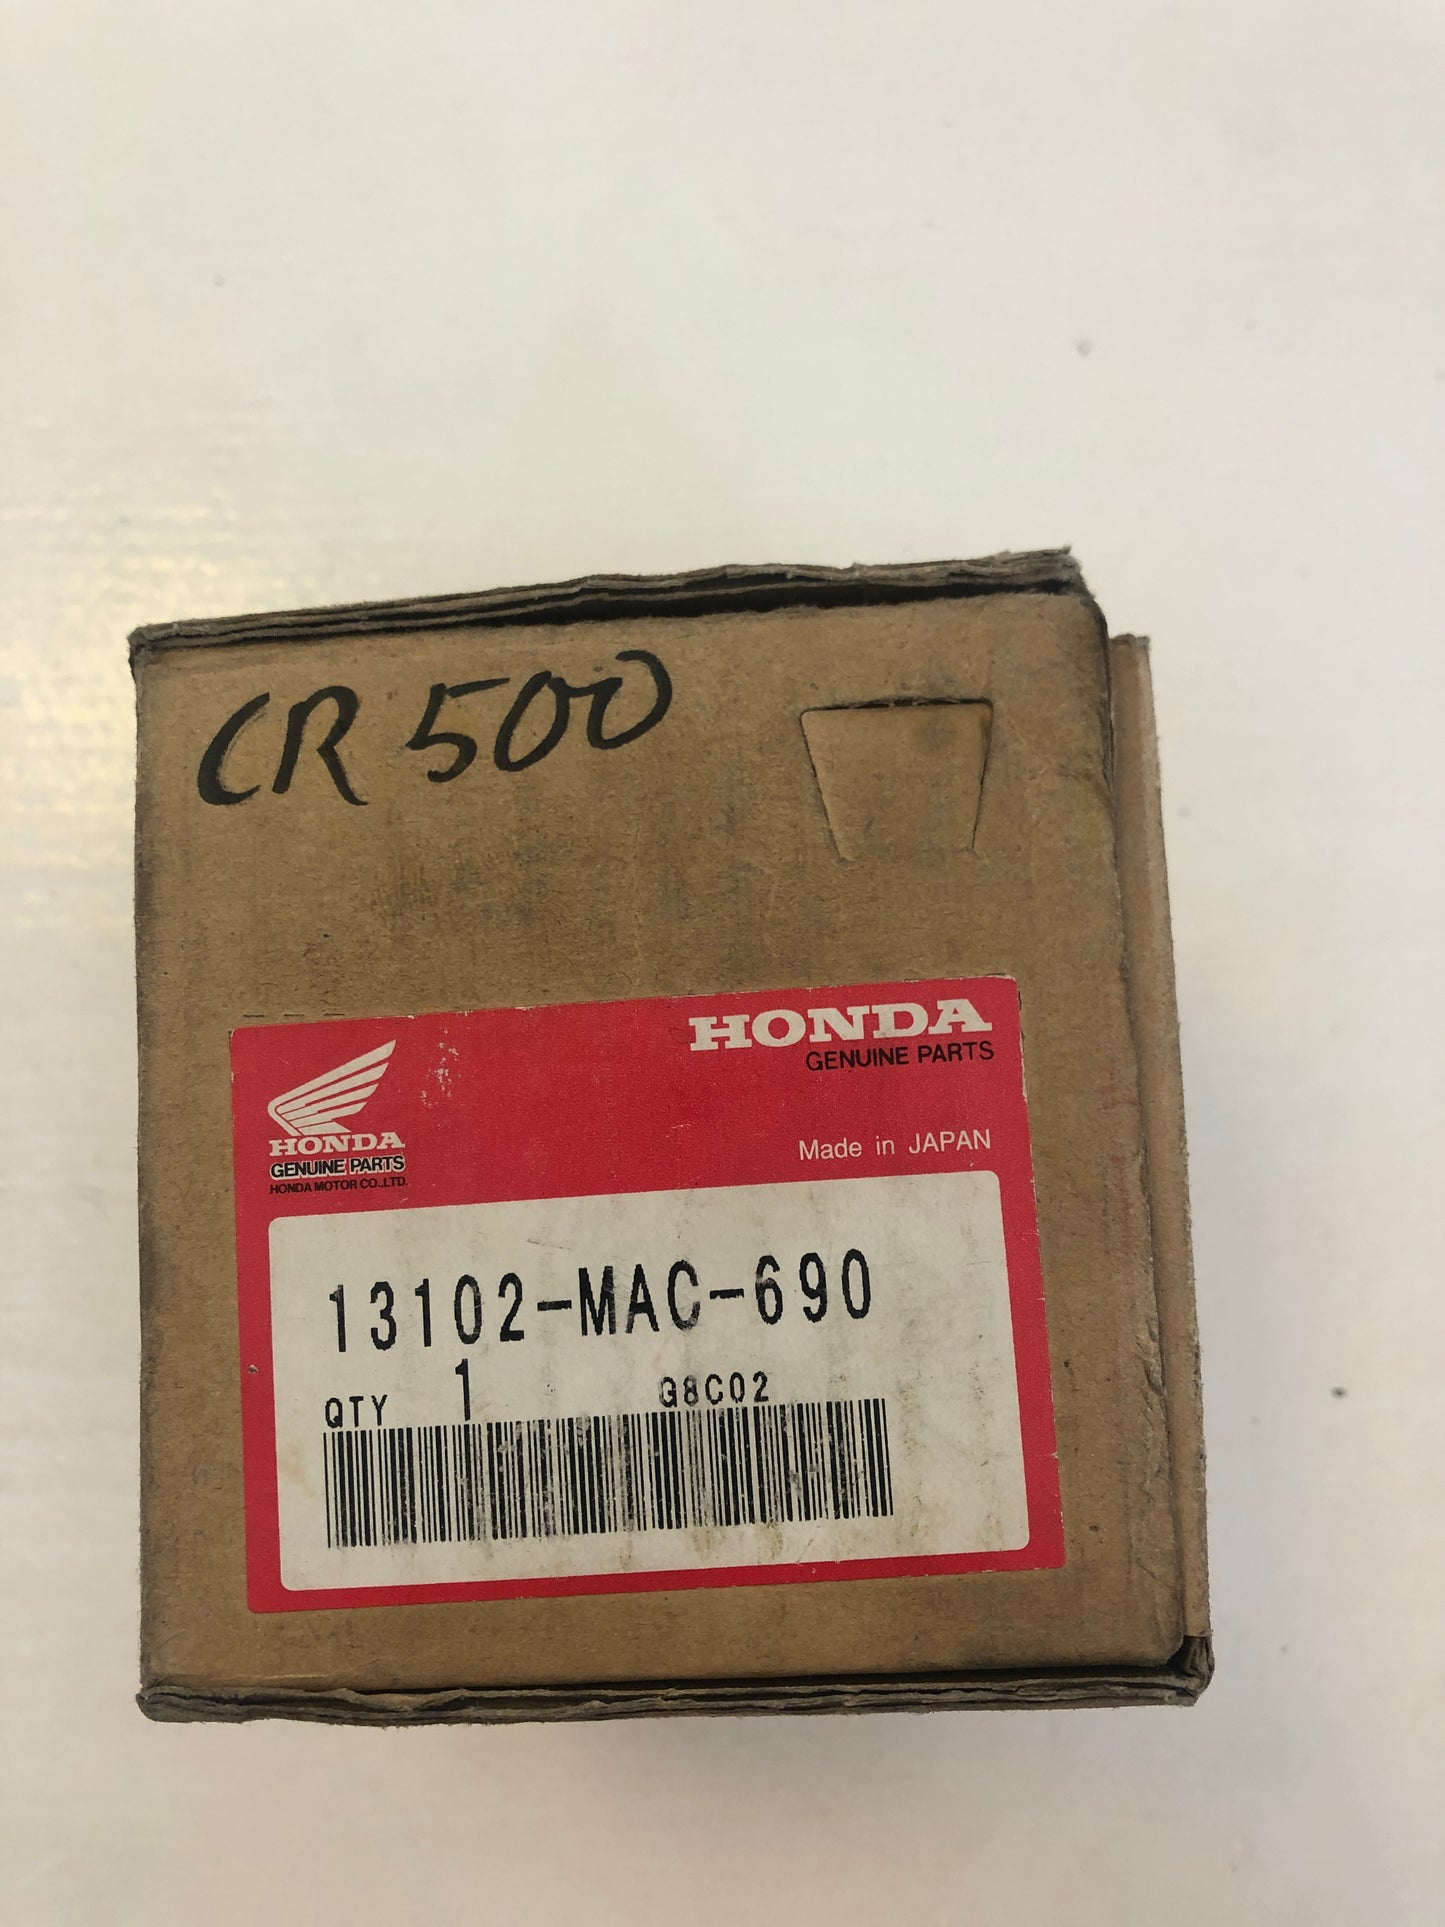 CR 500
HONDA
GENUINE PARTS
HONDA
GENUINE PARTS
HONDA MOTOR CO.,LTD.
Made in JAPAN
13102-MAC-690
QTY 1 G8C02